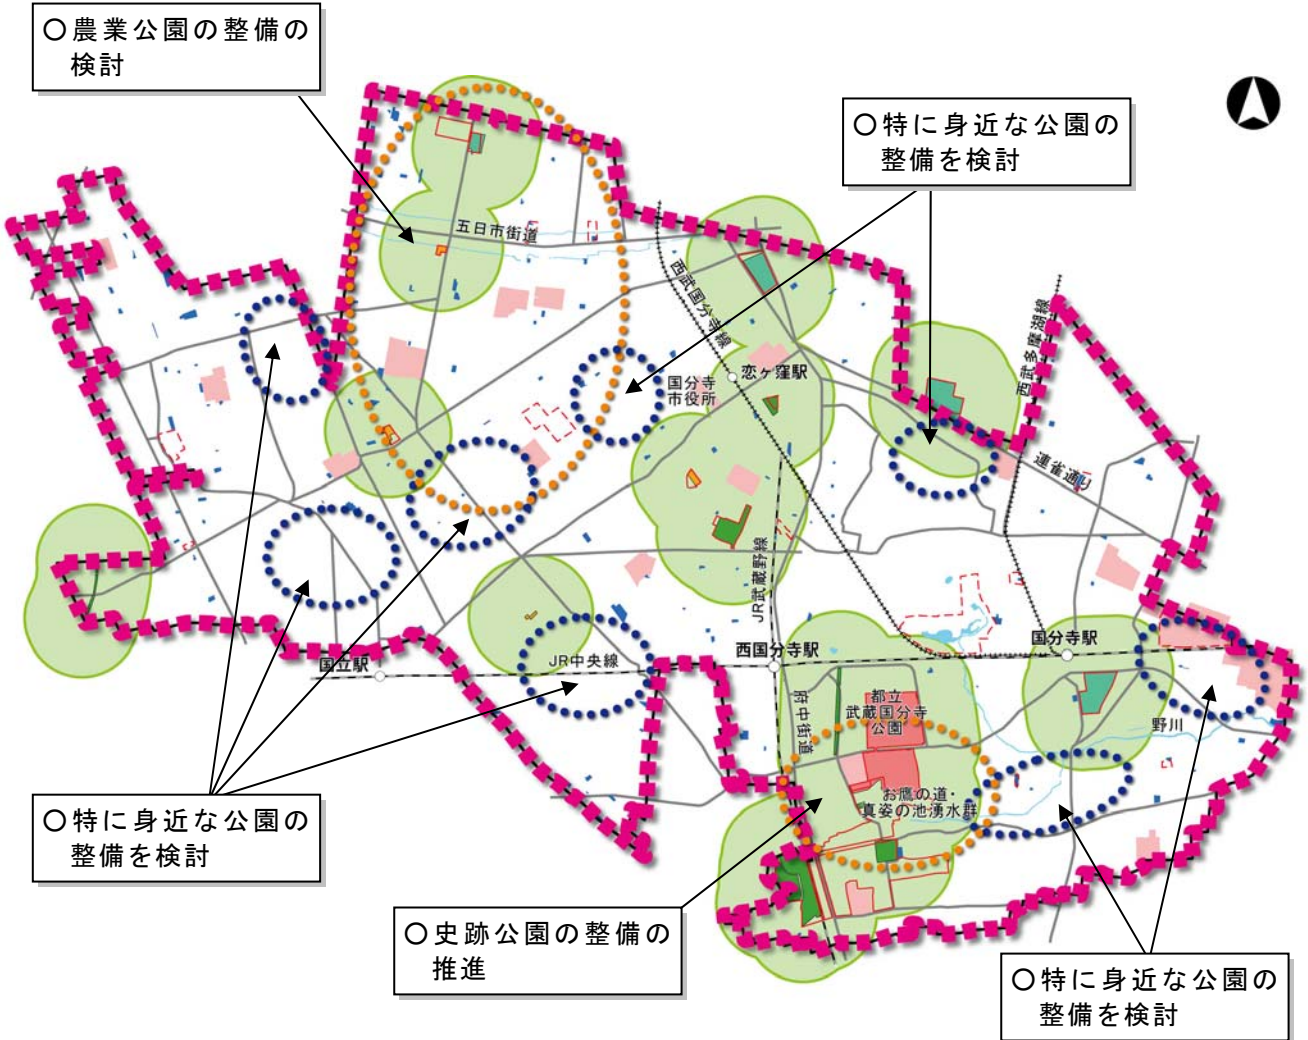 〇農業公園の整備の
検討
〇特に身近な公園の
整備を検討
五日市街道
西武国分寺線
西武多摩湖線
国分寺
市役所
恋ヶ窪駅
連雀通り
JR武蔵野線
西国分寺駅
国分寺駅
国立駅
JR中央線
府中街道
都立
武蔵国分寺
公園
野川
お鷹の道・
真姿の池湧水群
〇特に身近な公園の
整備を検討
〇史跡公園の整備の
推進
〇特に身近な公園の
整備を検討